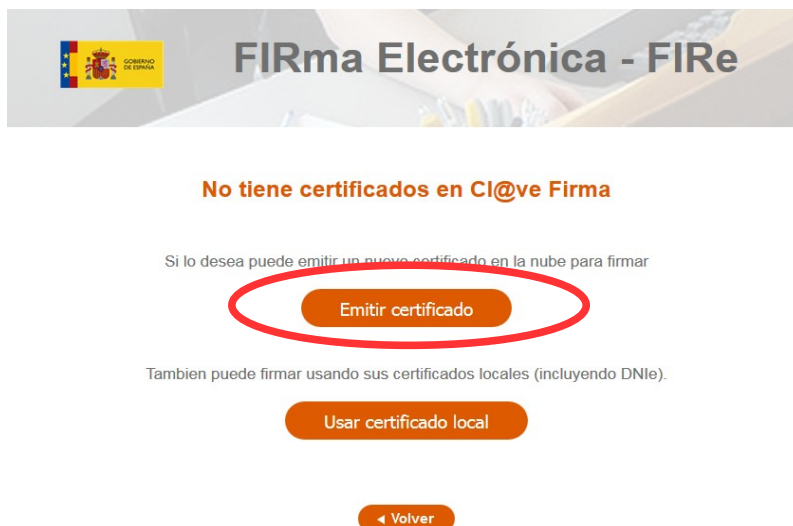 GOBIERNO
DE ESPAÑA
FIRma Electrónica - FIRe
No tiene certificados en Cl@ve Firma
Si lo desea puede emitir un nuevo certificado en la nube para firmar
Emitir certificado
Tambien puede firmar usando sus certificados locales (incluyendo DNIe).
Usar certificado local
Volver